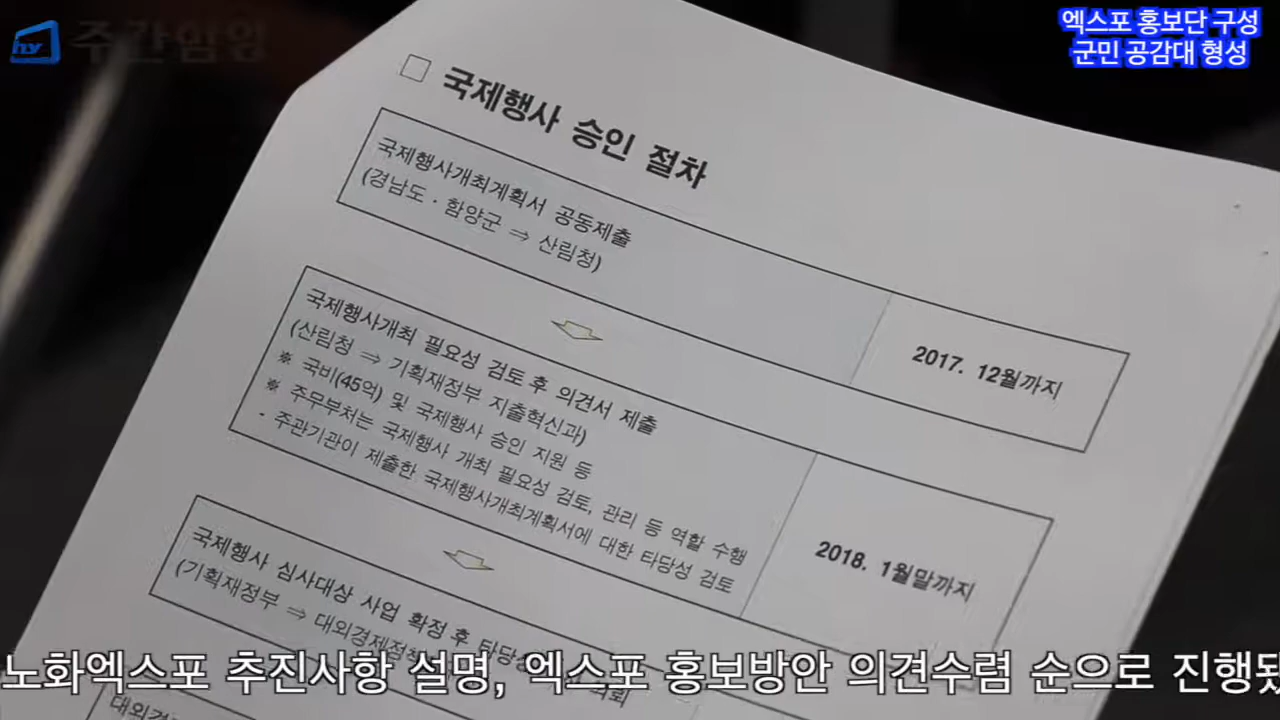 hy 주간함양
엑스포 홍보단 구성
군민 공감대 형성
□ 국제행사 승인 절차
국제행사개최계획서 공동제출
(경남도 · 함양군 ⇒ 산림청)
2017. 12월까지
국제행사개최 필요성 검토 후 의견서 제출
(산림청 ⇒ 기획재정부 지출혁신과)
※ 국비(45억) 및 국제행사 승인 지원 등
※ 주무부처는 국제행사 개최 필요성 검토, 관리 등 역할 수행
- 주관기관이 제출한 국제행사개최계획서에 대한 타당성 검토
2018. 1월말까지
국제행사 심사대상 사업 확정 후 타당성
(기획재정부 ⇒ 대외경제정책
노화엑스포 추진사항 설명, 엑스포 홍보방안 의견수렴 순으로 진행됐
대외경